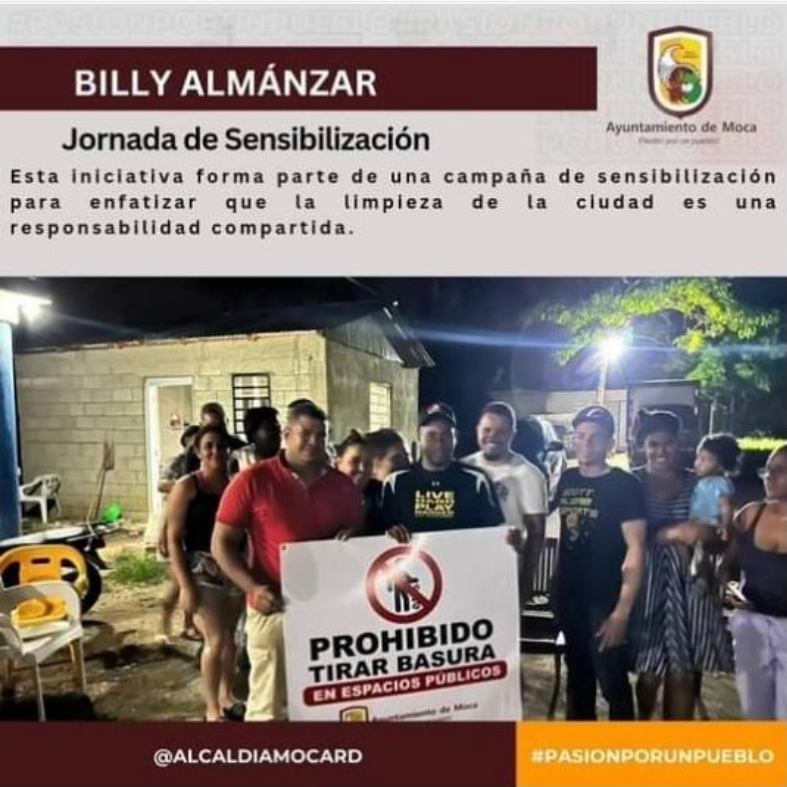 BILLY ALMÁNZAR
Ayuntamiento de Moca
Jornada de Sensibilización
Esta iniciativa forma parte de una campaña de sensibilización
para enfatizar que la limpieza de la ciudad es una
responsabilidad compartida.
LIVE
HARD
PLAY
HARDER
PROHIBIDO
TIRAR BASURA
EN ESPACIOS PÚBLICOS
Ayuntamiento de Moca
@ALCALDIAMOCARD
#PASIONPORUNPUEBLO